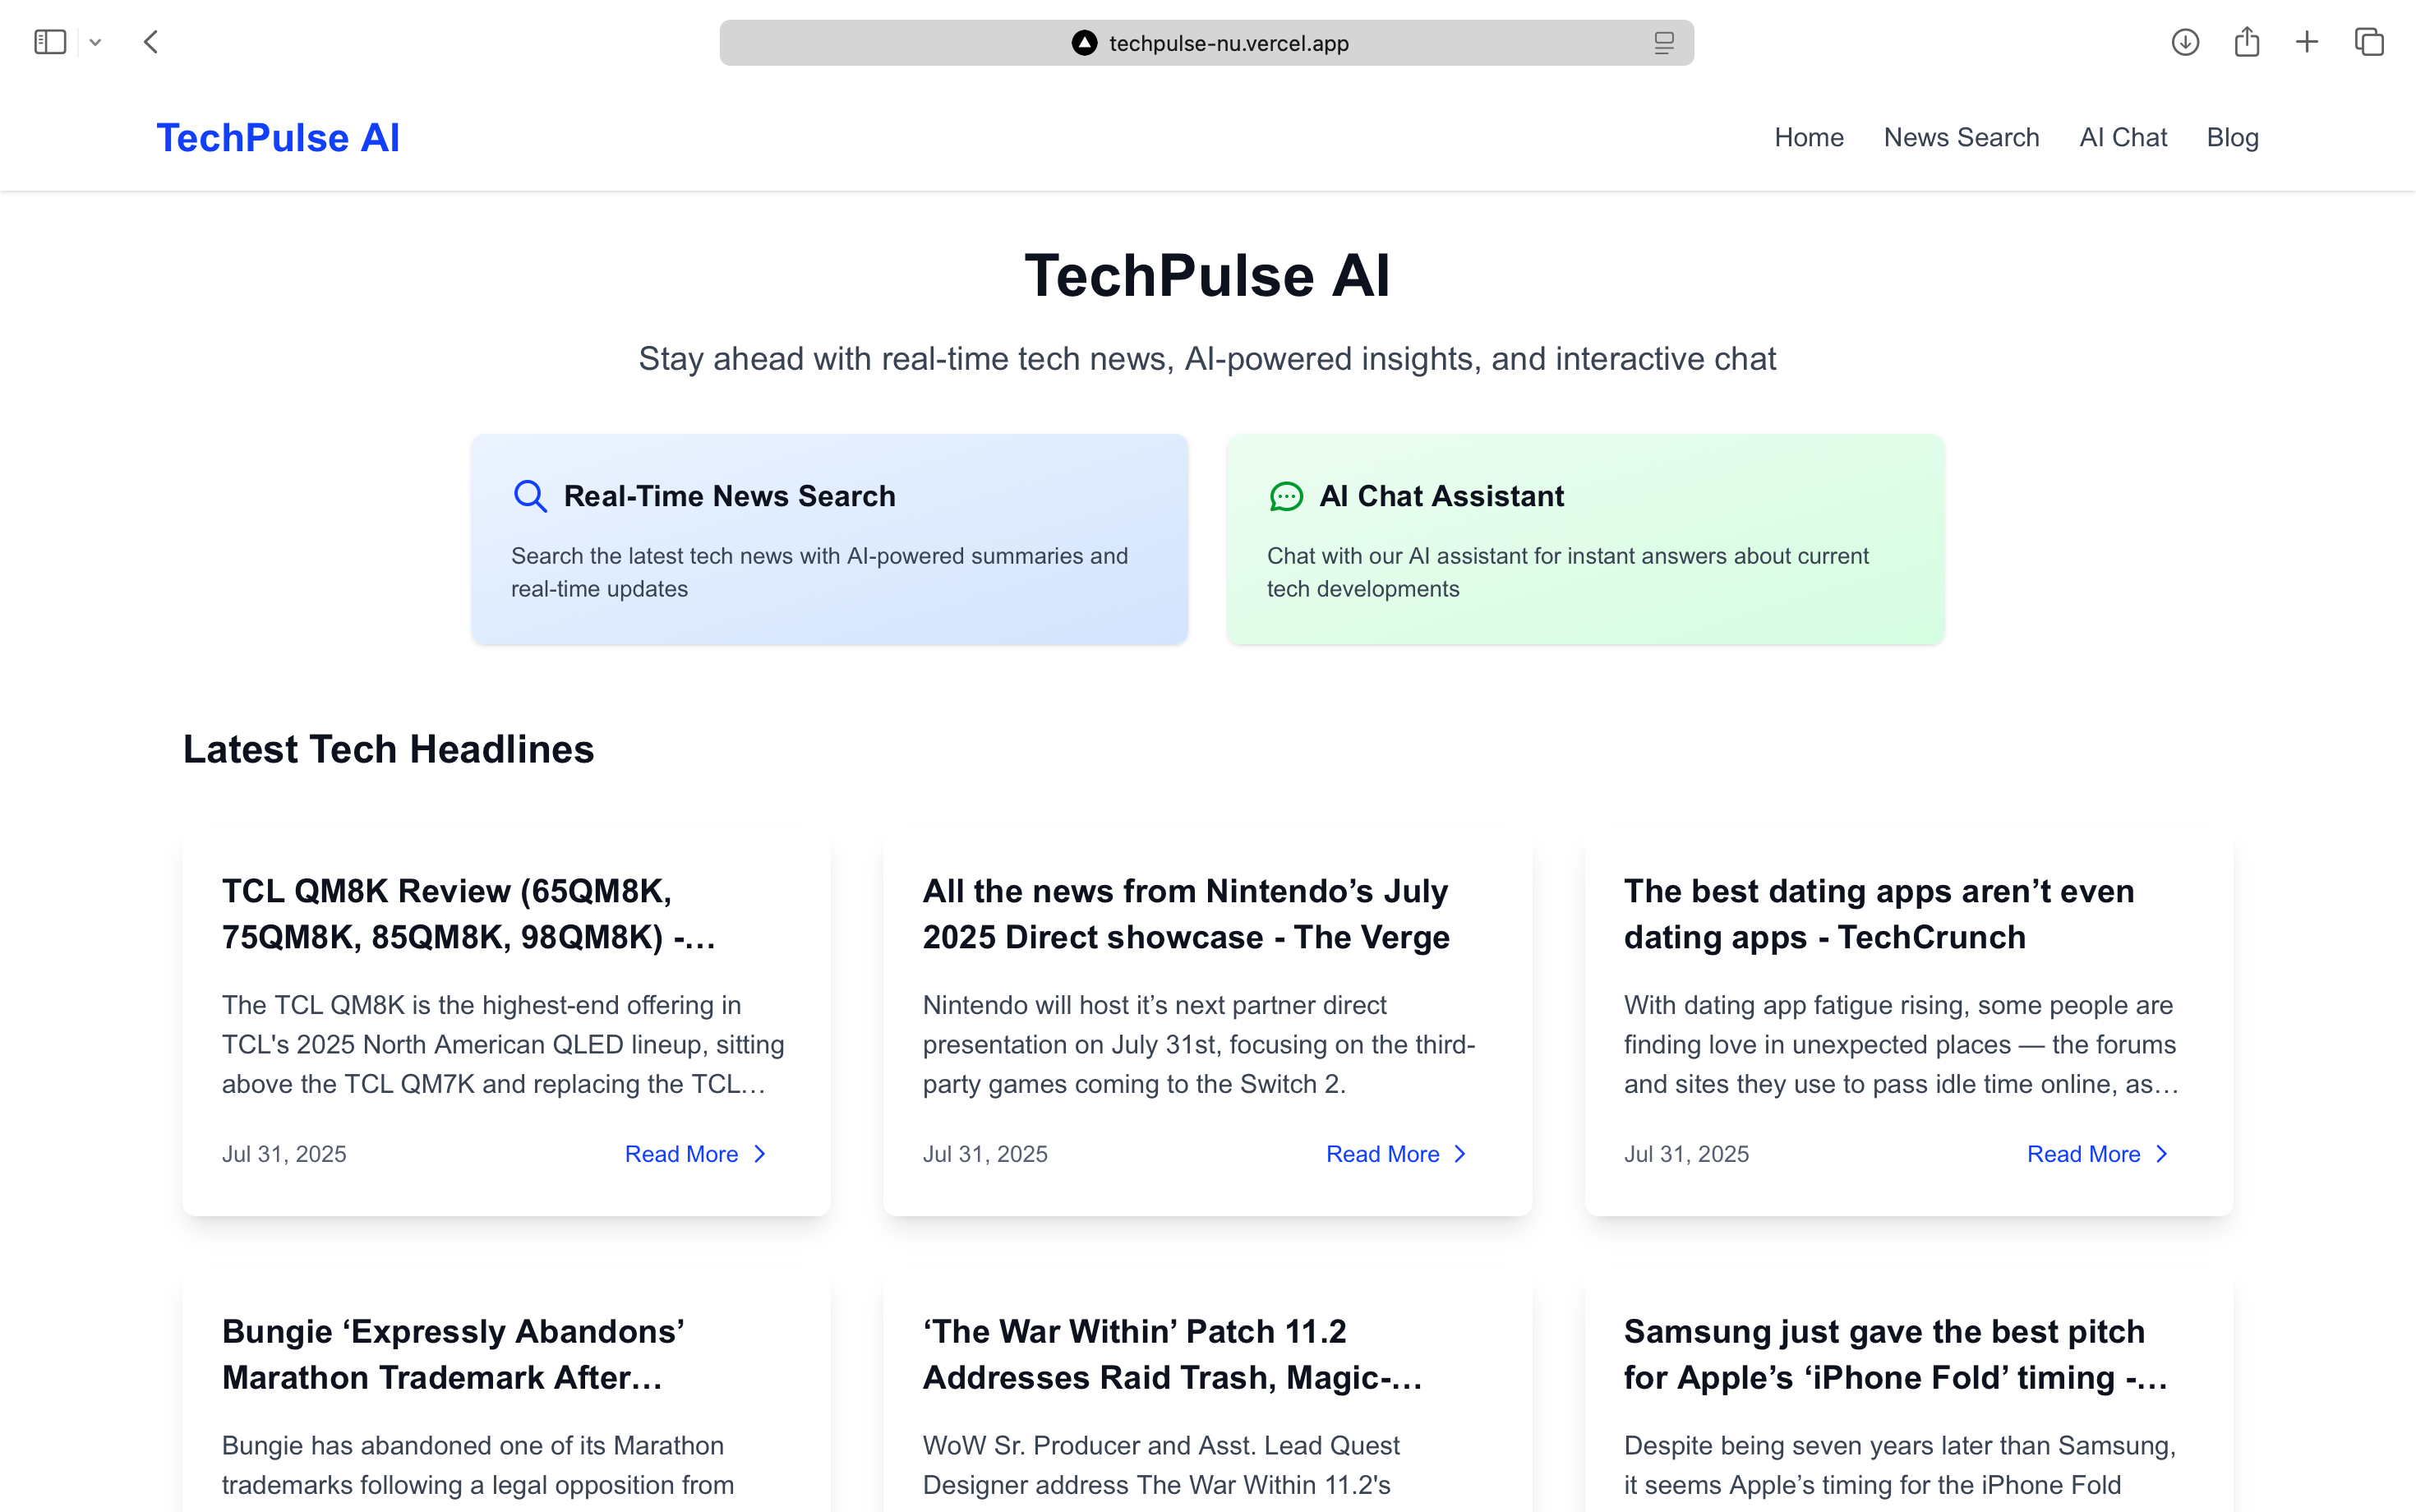 techpulse-nu.vercel.app
TechPulse AI
Home
News Search
AI Chat
Blog
TechPulse AI
Stay ahead with real-time tech news, AI-powered insights, and interactive chat
Real-Time News Search
Search the latest tech news with AI-powered summaries and
real-time updates
AI Chat Assistant
Chat with our AI assistant for instant answers about current
tech developments
Latest Tech Headlines
TCL QM8K Review (65QM8K,
75QM8K, 85QM8K, 98QM8K) -…
The TCL QM8K is the highest-end offering in
TCL's 2025 North American QLED lineup, sitting
above the TCL QM7K and replacing the TCL…
Jul 31, 2025
Read More
All the news from Nintendo’s July
2025 Direct showcase - The Verge
Nintendo will host it’s next partner direct
presentation on July 31st, focusing on the third-
party games coming to the Switch 2.
Jul 31, 2025
Read More
The best dating apps aren’t even
dating apps - TechCrunch
With dating app fatigue rising, some people are
finding love in unexpected places — the forums
and sites they use to pass idle time online, as…
Jul 31, 2025
Read More
Bungie ‘Expressly Abandons’
Marathon Trademark After…
Bungie has abandoned one of its Marathon
trademarks following a legal opposition from
‘The War Within’ Patch 11.2
Addresses Raid Trash, Magic-…
WoW Sr. Producer and Asst. Lead Quest
Designer address The War Within 11.2's
Samsung just gave the best pitch
for Apple’s ‘iPhone Fold’ timing -…
Despite being seven years later than Samsung,
it seems Apple’s timing for the iPhone Fold